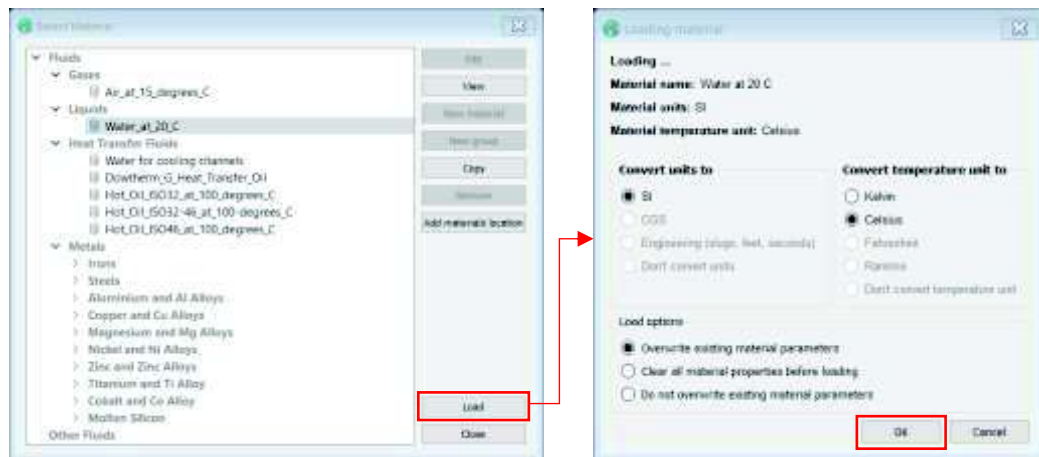 Select Material
Fluids
Gases
Air_at_15_degrees_C
Liquids
Water_at_20_C
Heat Transfer Fluids
Water for cooling channels
Dowtherm_G_Heat_Transfer_Oil
Hot_Oil_ISO32_at_100_degrees_C
Hot_Oil_ISO32-46_at_100-degrees_C
Hot_Oil_ISO46_at_100_degrees_C
Metals
Irons
Steels
Aluminium and Al Alloys
Copper and Cu Alloys
Magnesium and Mg Alloys
Nickel and Ni Alloys
Zinc and Zinc Alloys
Titanium and Ti Alloy
Cobalt and Co Alloy
Molten Silicon
Other Fluids
Edit
View
New material
New group
Copy
Remove
Add materials location
Load
Close
Loading material
Loading ...
Material name: Water at 20 C
Material units: SI
Material temperature unit: Celsius
Convert units to
SI
CGS
Engineering (slugs, feet, seconds)
Don't convert units
Convert temperature unit to
Kelvin
Celsius
Fahrenheit
Rankine
Don't convert temperature unit
Load options
Overwrite existing material parameters
Clear all material properties before loading
Do not overwrite existing material parameters
OK
Cancel